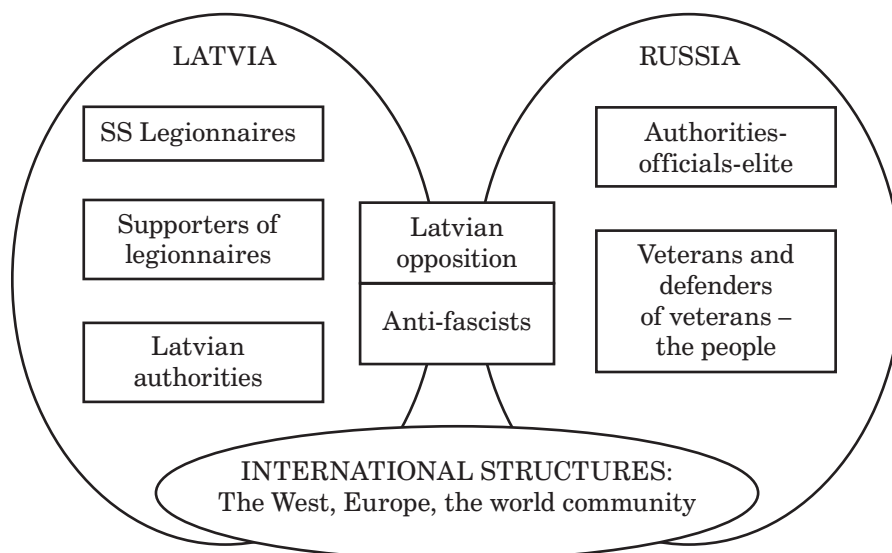 LATVIA
SS Legionnaires
Supporters of
legionnaires
Latvian
authorities
Latvian
opposition
Anti-fascists
RUSSIA
Authorities-
officials-elite
Veterans and
defenders
of veterans –
the people
INTERNATIONAL STRUCTURES:
The West, Europe, the world community